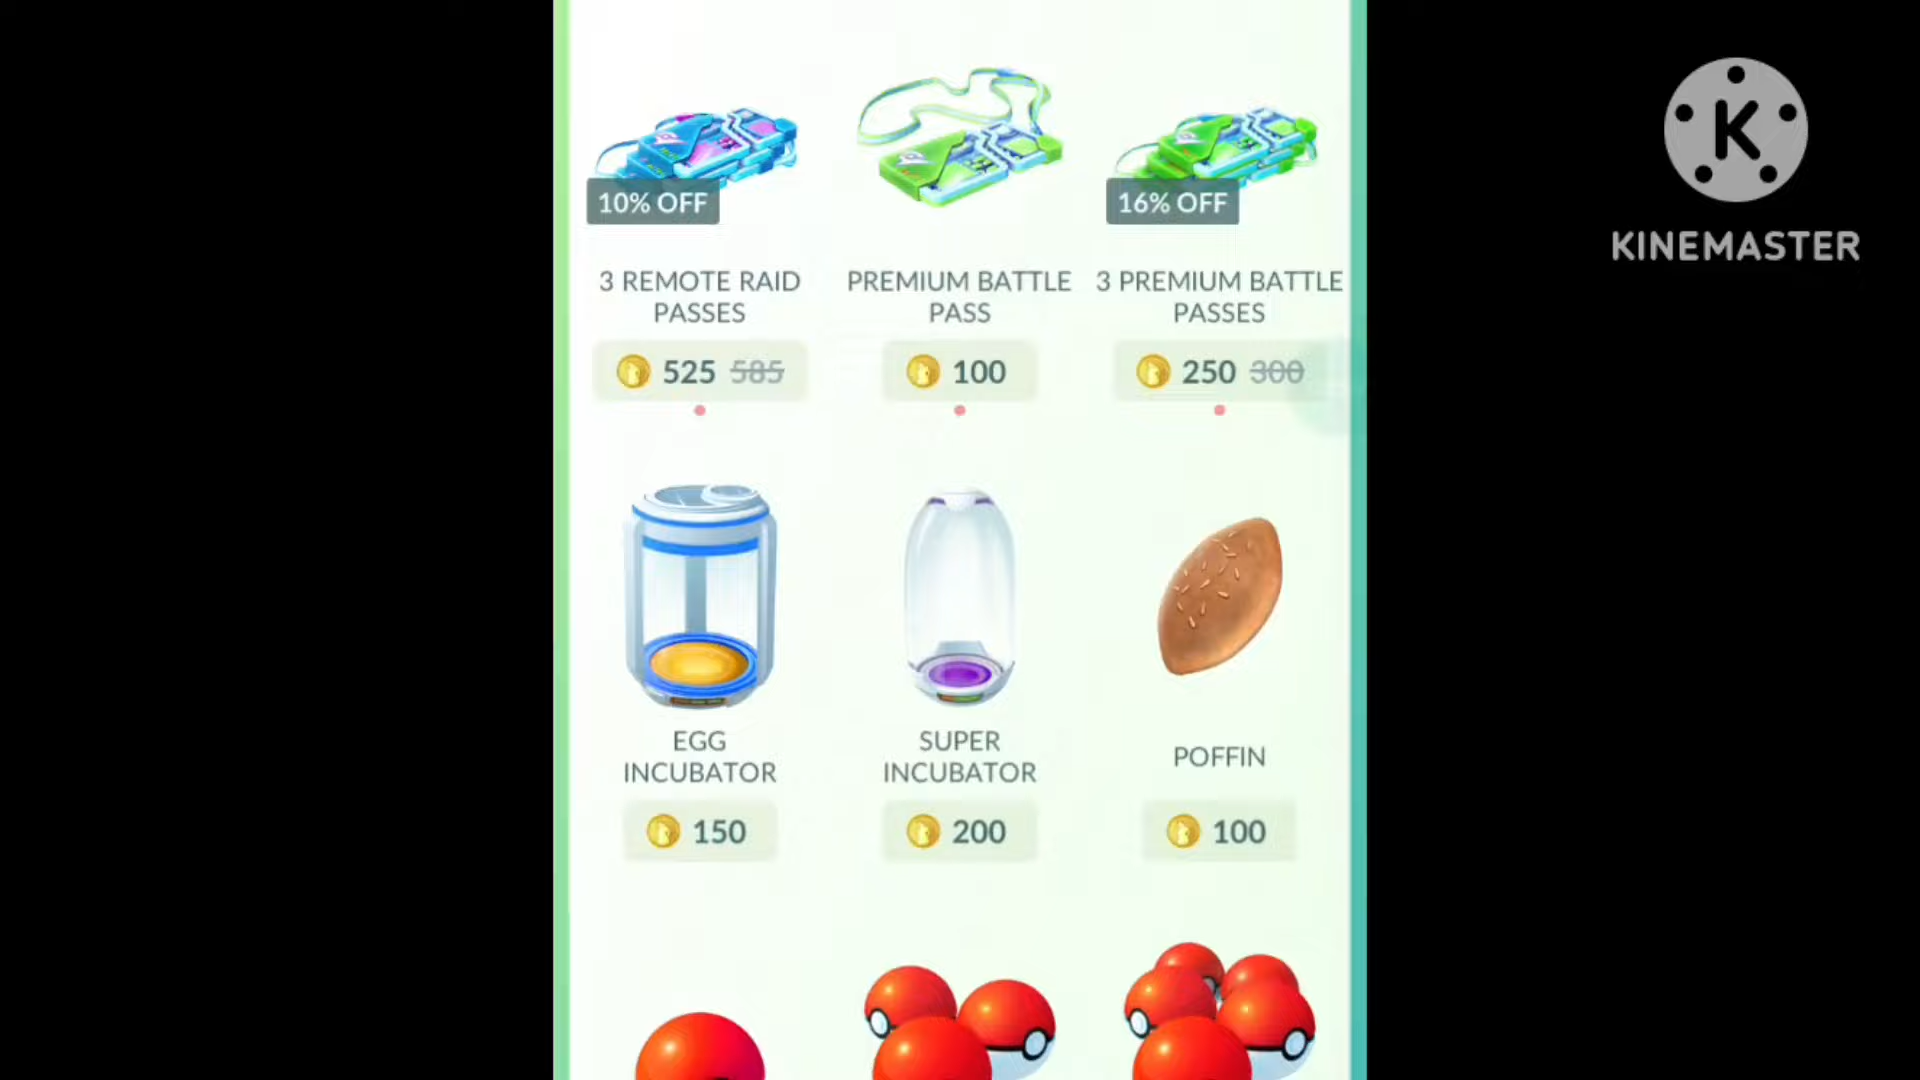 10% OFF
16% OFF
3 REMOTE RAID
PASSES
525 585
PREMIUM BATTLE
PASS
100
3 PREMIUM BATTLE
PASSES
250 300
EGG
INCUBATOR
150
SUPER
INCUBATOR
200
POFFIN
100
K
KINEMASTER